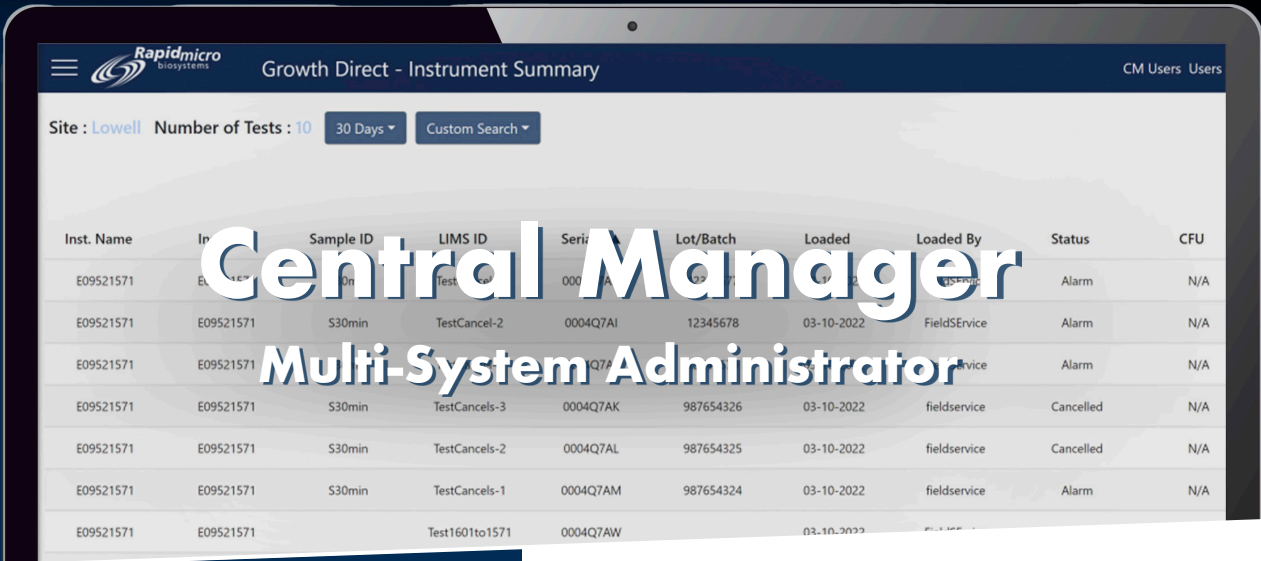 Rapidmicro
biosystems
Growth Direct - Instrument Summary
CM Users Users
Site : Lowell Number of Tests : 10 30 Days Custom Search
Inst. Name Sample ID LIMS ID Lot/Batch Loaded Loaded By Status CFU
Central Manager
E09521571 Alarm N/A
E09521571 E09521571 S30min TestCancel-2 0004Q7AI 12345678 03-10-2022 FieldSErvice Alarm N/A
Multi-System Administrator
E09521571 E09521571 Alarm N/A
E09521571 E09521571 S30min TestCancels-3 0004Q7AK 987654326 03-10-2022 fieldservice Cancelled N/A
E09521571 E09521571 S30min TestCancels-2 0004Q7AL 987654325 03-10-2022 fieldservice Cancelled N/A
E09521571 E09521571 S30min TestCancels-1 0004Q7AM 987654324 03-10-2022 fieldservice Alarm N/A
E09521571 E09521571 Test1601to1571 0004Q7AW 03-10-2022